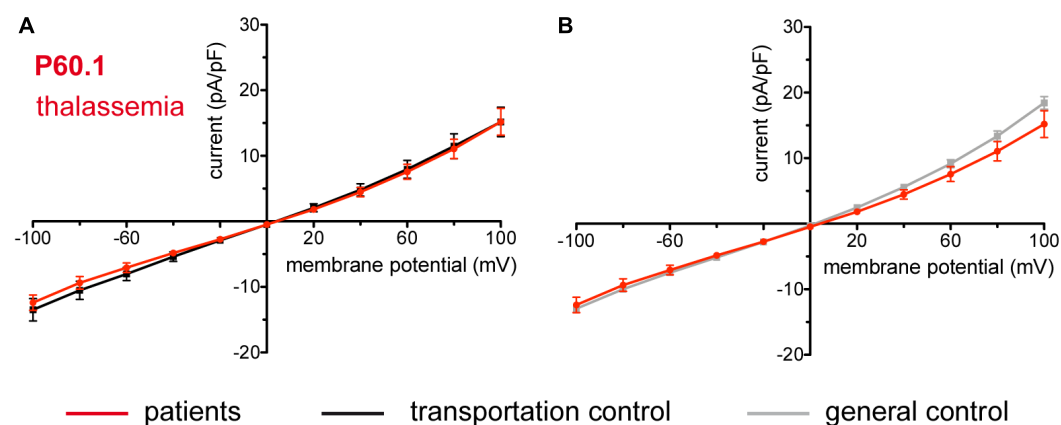 A
P60.1
thalassemia
current (pA/pF)
30
20
10
-10
-20
-100
-60
20
60
100
membrane potential (mV)
B
current (pA/pF)
30
20
10
-10
-20
-100
-60
20
60
100
membrane potential (mV)
patients
transportation control
general control